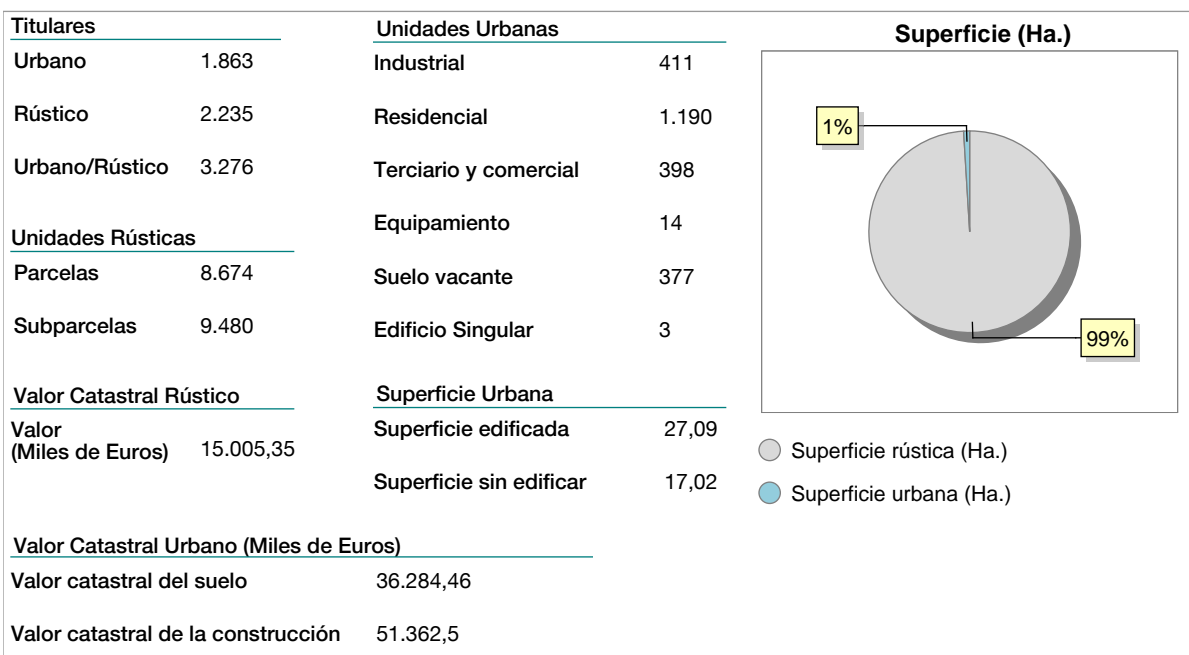 Titulares
Urbano 1.863
Rústico 2.235
Urbano/Rústico 3.276
Unidades Rústicas
Parcelas 8.674
Subparcelas 9.480
Valor Catastral Rústico
Valor
(Miles de Euros) 15.005,35
Unidades Urbanas
Industrial 411
Residencial 1.190
Terciario y comercial 398
Equipamiento 14
Suelo vacante 377
Edificio Singular 3
Superficie Urbana
Superficie edificada 27,09
Superficie sin edificar 17,02
Valor Catastral Urbano (Miles de Euros)
Valor catastral del suelo 36.284,46
Valor catastral de la construcción 51.362,5
Superficie (Ha.)
1%
99%
Superficie rústica (Ha.)
Superficie urbana (Ha.)